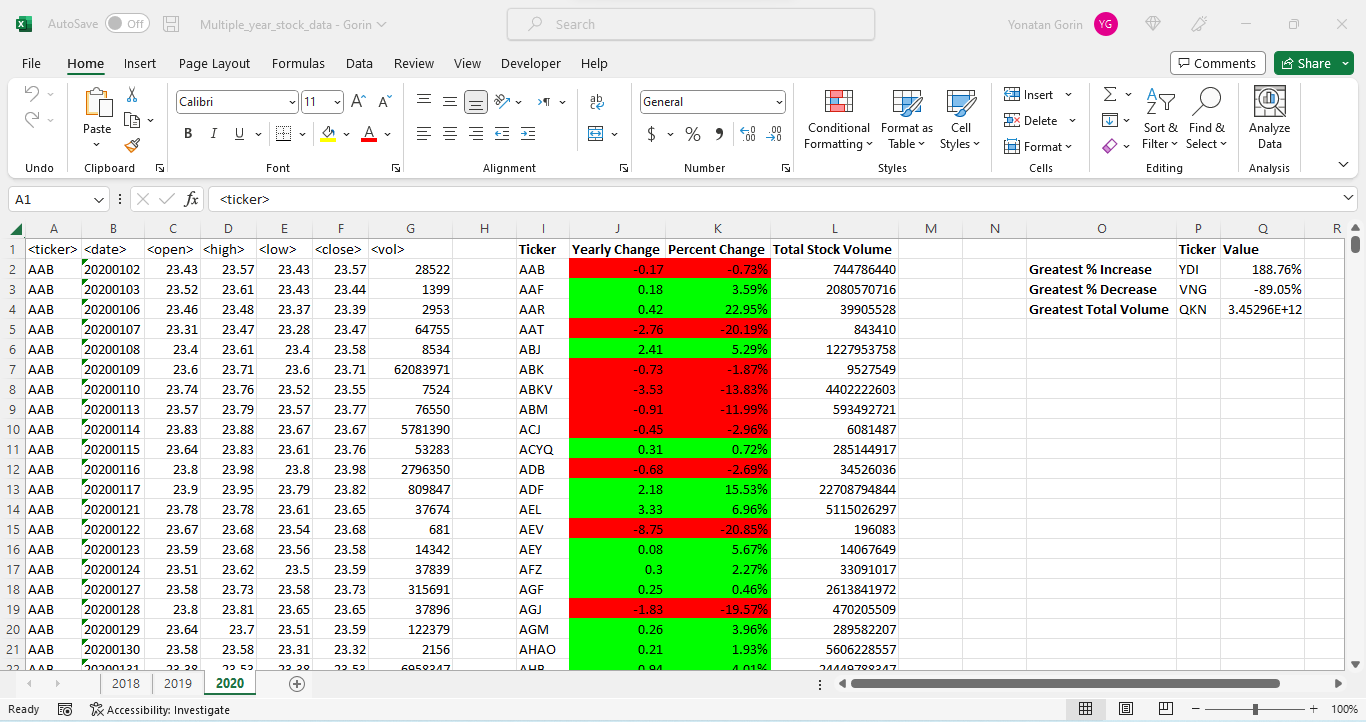 AutoSave Off Multiple_year_stock_data - Gorin Search Yonatan Gorin YG
File Home Insert Page Layout Formulas Data Review View Developer Help Comments Share
Calibri 11 General Insert
Paste B I U $ % 9 Conditional Formatting Format as Table Cell Styles Delete Sort & Filter Find & Select Analyze Data
Format
Undo Clipboard Font Alignment Number Styles Cells Editing Analysis
A1 fx <ticker>
A B C D E F G H I J K L M N O P Q R
1 <ticker> <date> <open> <high> <low> <close> <vol> Ticker Yearly Change Percent Change Total Stock Volume Ticker Value
2 AAB 20200102 23.43 23.57 23.43 23.57 28522 AAB -0.17 -0.73% 744786440 Greatest % Increase YDI 188.76%
3 AAB 20200103 23.52 23.61 23.43 23.44 1399 AAF 0.18 3.59% 2080570716 Greatest % Decrease VNG -89.05%
4 AAB 20200106 23.46 23.48 23.37 23.39 2953 AAR 0.42 22.95% 39905528 Greatest Total Volume QKN 3.45296E+12
5 AAB 20200107 23.31 23.47 23.28 23.47 64755 AAT -2.76 -20.19% 843410
6 AAB 20200108 23.4 23.61 23.4 23.58 8534 ABJ 2.41 5.29% 1227953758
7 AAB 20200109 23.6 23.71 23.6 23.71 62083971 ABK -0.73 -1.87% 9527549
8 AAB 20200110 23.74 23.76 23.52 23.55 7524 ABKV -3.53 -13.83% 4402222603
9 AAB 20200113 23.57 23.79 23.57 23.77 76550 ABM -0.91 -11.99% 593492721
10 AAB 20200114 23.83 23.88 23.67 23.67 5781390 ACJ -0.45 -2.96% 6081487
11 AAB 20200115 23.64 23.83 23.61 23.76 53283 ACYQ 0.31 0.72% 285144917
12 AAB 20200116 23.8 23.98 23.8 23.98 2796350 ADB -0.68 -2.69% 34526036
13 AAB 20200117 23.9 23.95 23.79 23.82 809847 ADF 2.18 15.53% 22708794844
14 AAB 20200121 23.78 23.78 23.61 23.65 37674 AEL 3.33 6.96% 5115026297
15 AAB 20200122 23.67 23.68 23.54 23.68 681 AEV -8.75 -20.85% 196083
16 AAB 20200123 23.59 23.68 23.56 23.58 14342 AEY 0.08 5.67% 14067649
17 AAB 20200124 23.51 23.62 23.5 23.59 37839 AFZ 0.3 2.27% 33091017
18 AAB 20200127 23.58 23.73 23.58 23.73 315691 AGF 0.25 0.46% 2613841972
19 AAB 20200128 23.8 23.81 23.65 23.65 37896 AGJ -1.83 -19.57% 470205509
20 AAB 20200129 23.64 23.7 23.51 23.59 122379 AGM 0.26 3.96% 289582207
21 AAB 20200130 23.58 23.58 23.31 23.32 2156 AHAO 0.21 1.93% 5606228557
22 AAB 20200131 23.38 23.53 23.38 23.53 6958347 0.94 4.01% 24449788347
2018 2019 2020
Ready Accessibility: Investigate 100%